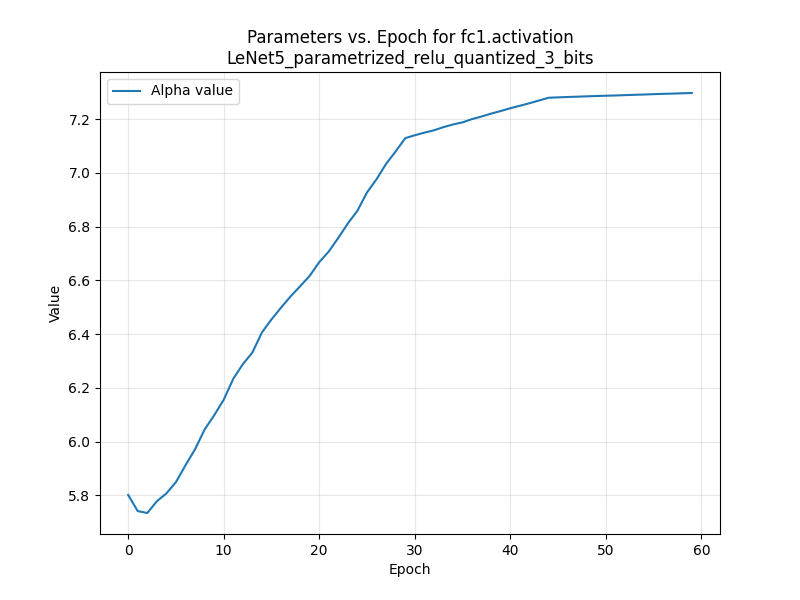 Parameters vs. Epoch for fc1.activation
LeNet5_parametrized_relu_quantized_3_bits
Alpha value
7.2
7.0
6.8
6.6
6.4
6.2
6.0
5.8
Value
0 10 20 30 40 50 60
Epoch